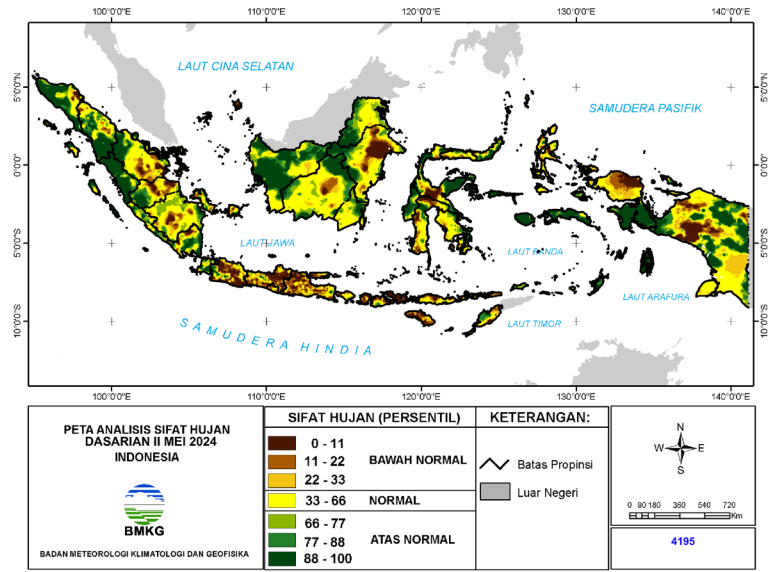 100°0'0"E 110°0'0"E 120°0'0"E 130°0'0"E 140°0'0"E
LAUT CINA SELATAN
SAMUDERA PASIFIK
5°0'0"N 5°0'0"N
0°0'0" 0°0'0"
LAUT JAWA
LAUT BANDA
5°0'0"S 5°0'0"S
LAUT ARAFURA
10°0'0"S 10°0'0"S
SAMUDERA HINDIA
LAUT TIMOR
100°0'0"E 110°0'0"E 120°0'0"E 130°0'0"E 140°0'0"E
PETA ANALISIS SIFAT HUJAN
DASARIAN II MEI 2024
INDONESIA
BMKG
BADAN METEOROLOGI KLIMATOLOGI DAN GEOFISIKA
SIFAT HUJAN (PERSENTIL)
0 - 11
11 - 22 BAWAH NORMAL
22 - 33
33 - 66 NORMAL
66 - 77
77 - 88 ATAS NORMAL
88 - 100
KETERANGAN:
Batas Propinsi
Luar Negeri
N
W E
S
0 90 180 360 540 720
Km
4195